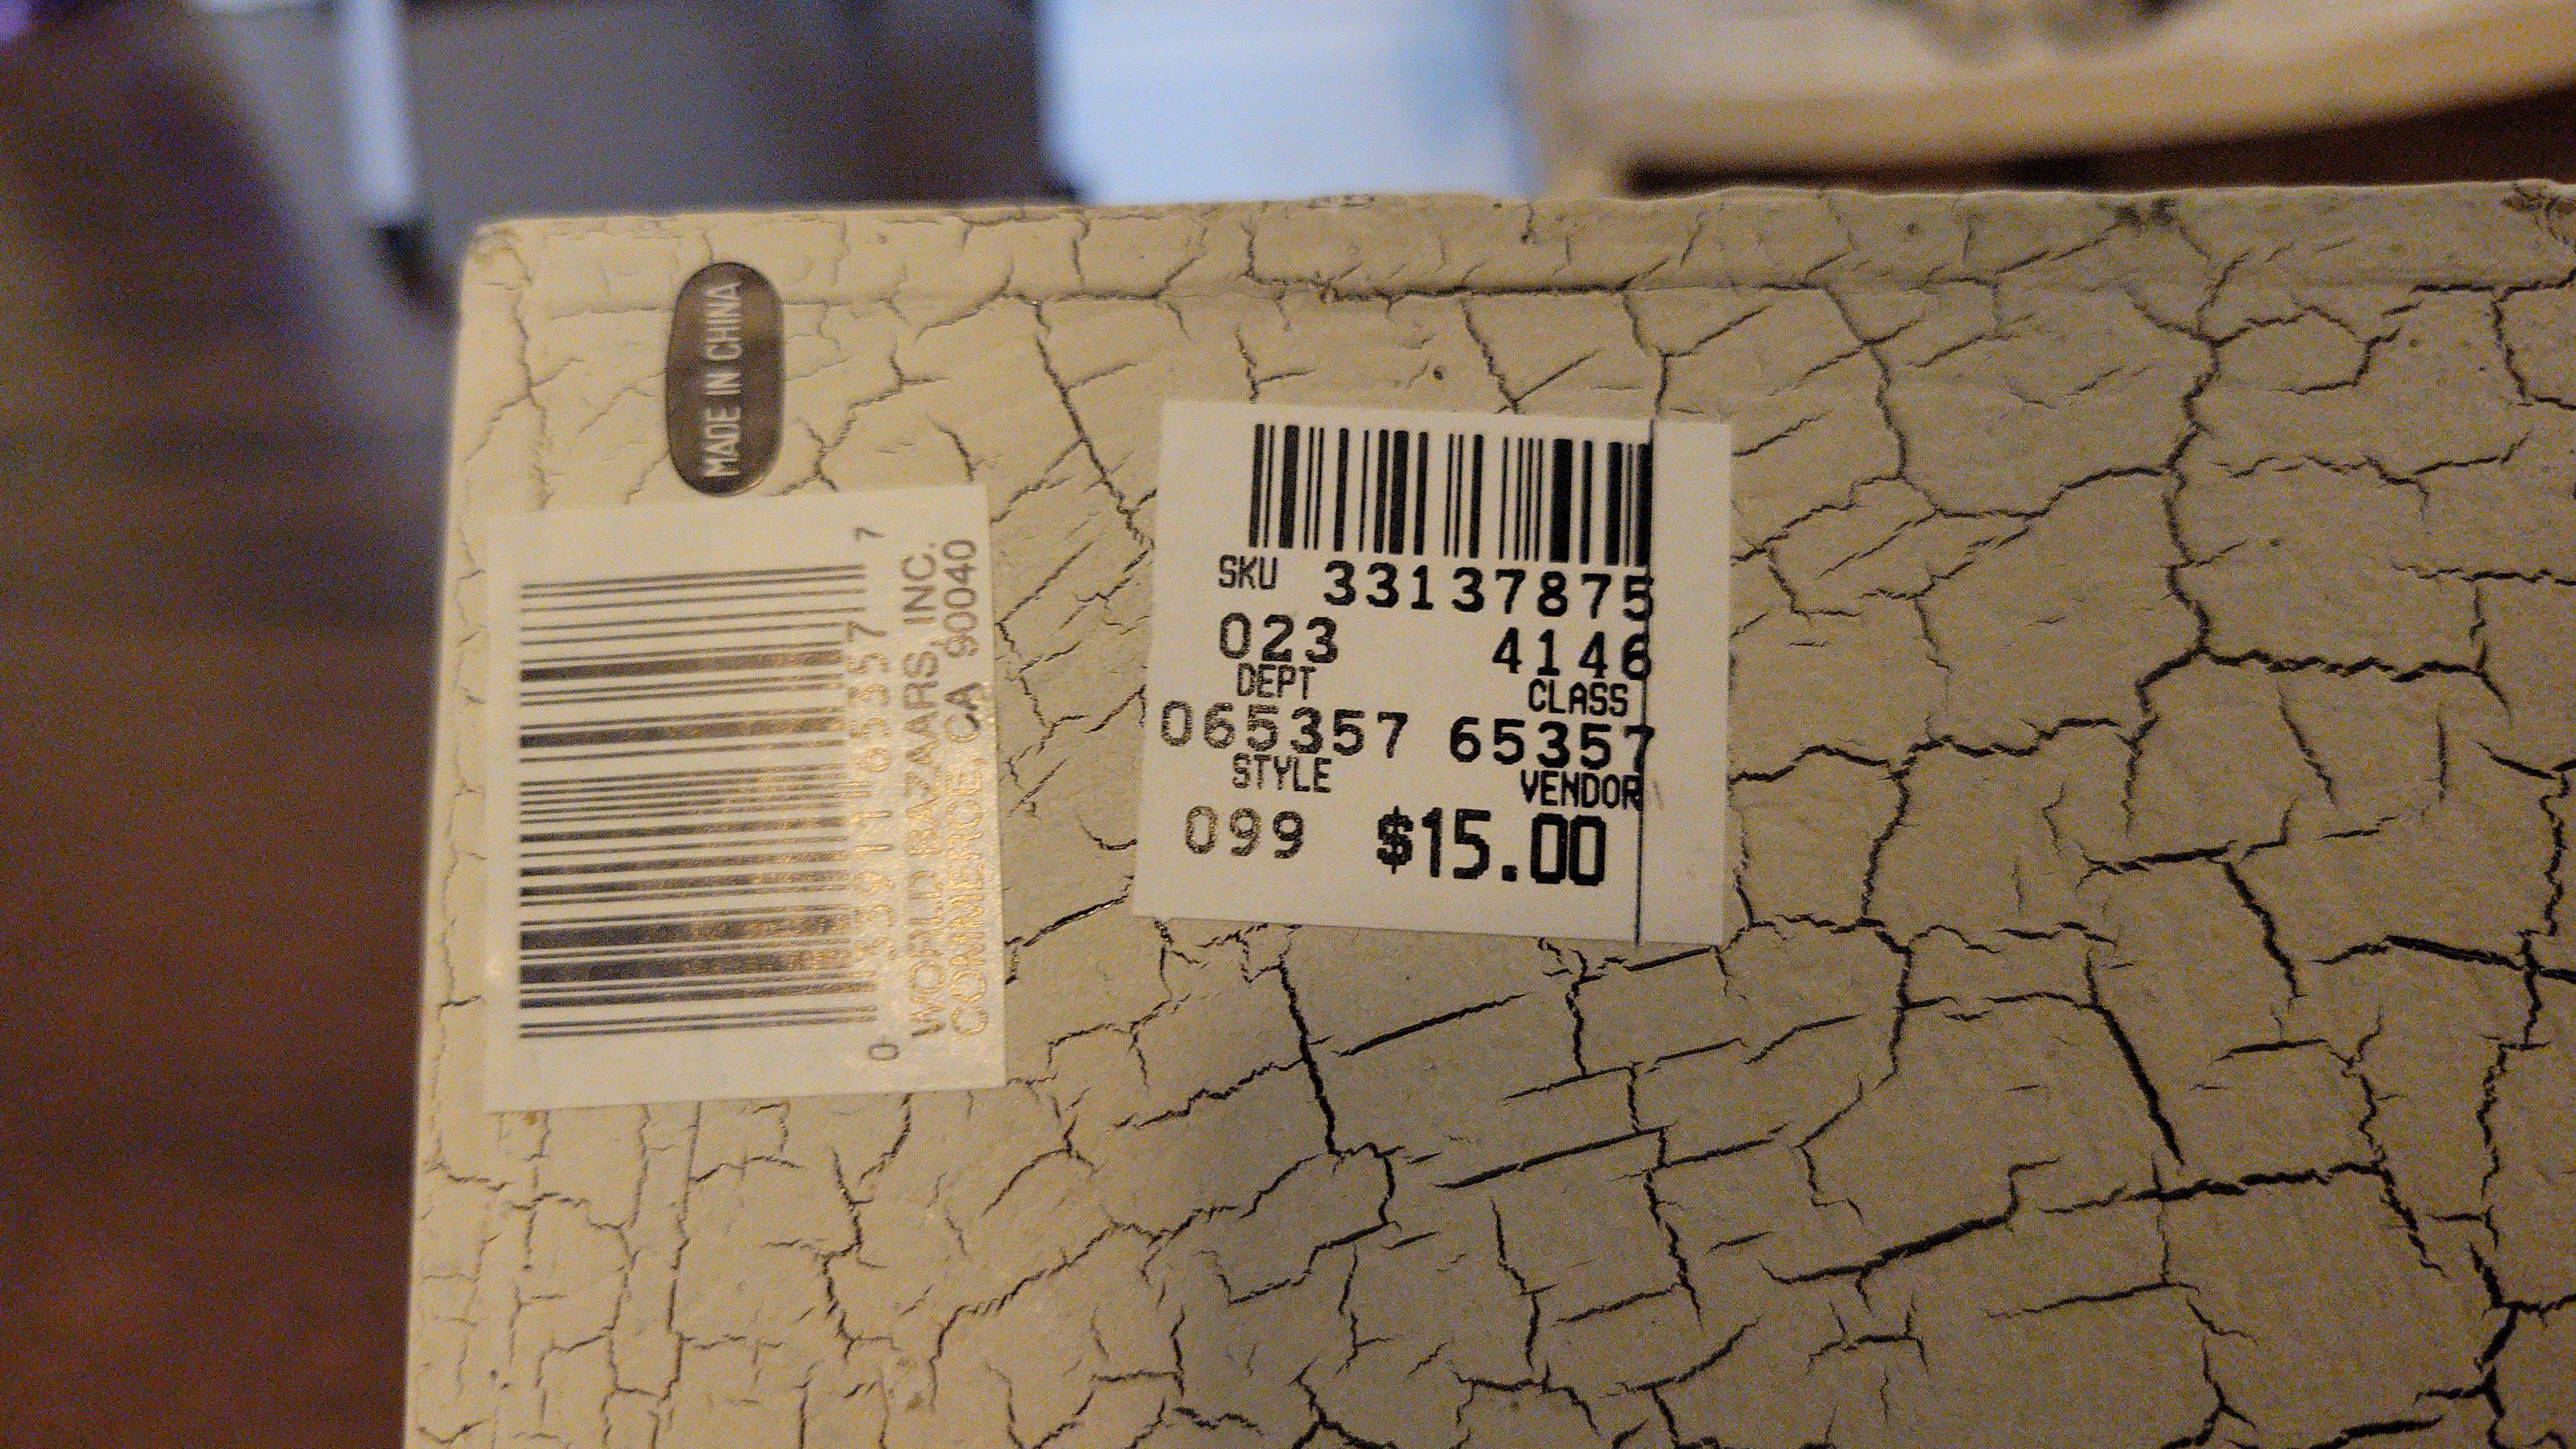 MADE IN CHINA
7
0 39911 65357
WORLD BAZAARS, INC.
COMMERCE, CA 90040
SKU 33137875
023 4146
DEPT CLASS
065357 65357
STYLE VENDOR
099 $15.00